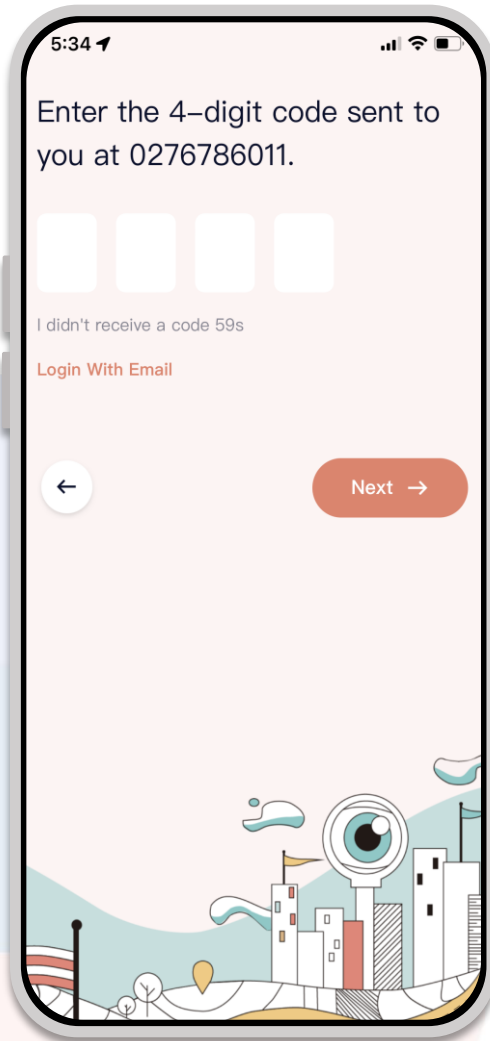 5:34
Enter the 4-digit code sent to
you at 0276786011.
I didn't receive a code 59s
Login With Email
Next